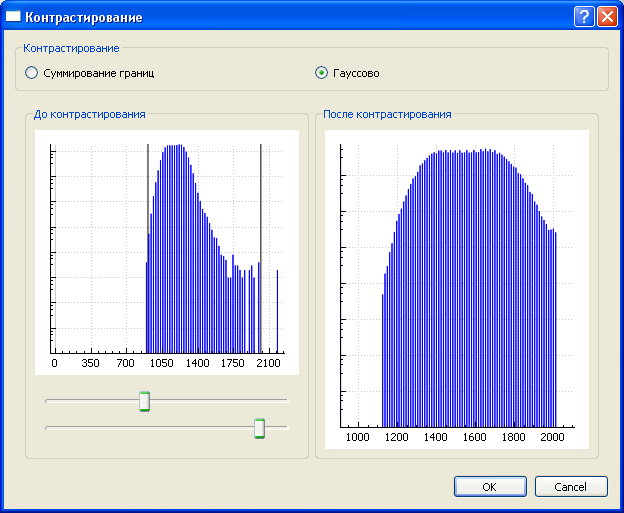 Контрастирование
Контрастирование
Суммирование границ
Гауссово
До контрастирования
После контрастирования
0 350 700 1050 1400 1750 2100
1000 1200 1400 1600 1800 2000
OK
Cancel